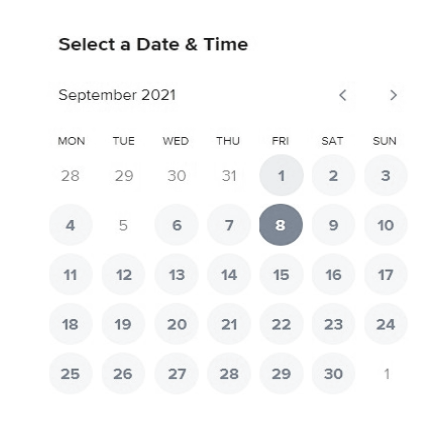 Select a Date & Time
September 2021
MON TUE WED THU FRI SAT SUN
28 29 30 31 1 2 3
4 5 6 7 8 9 10
11 12 13 14 15 16 17
18 19 20 21 22 23 24
25 26 27 28 29 30 1